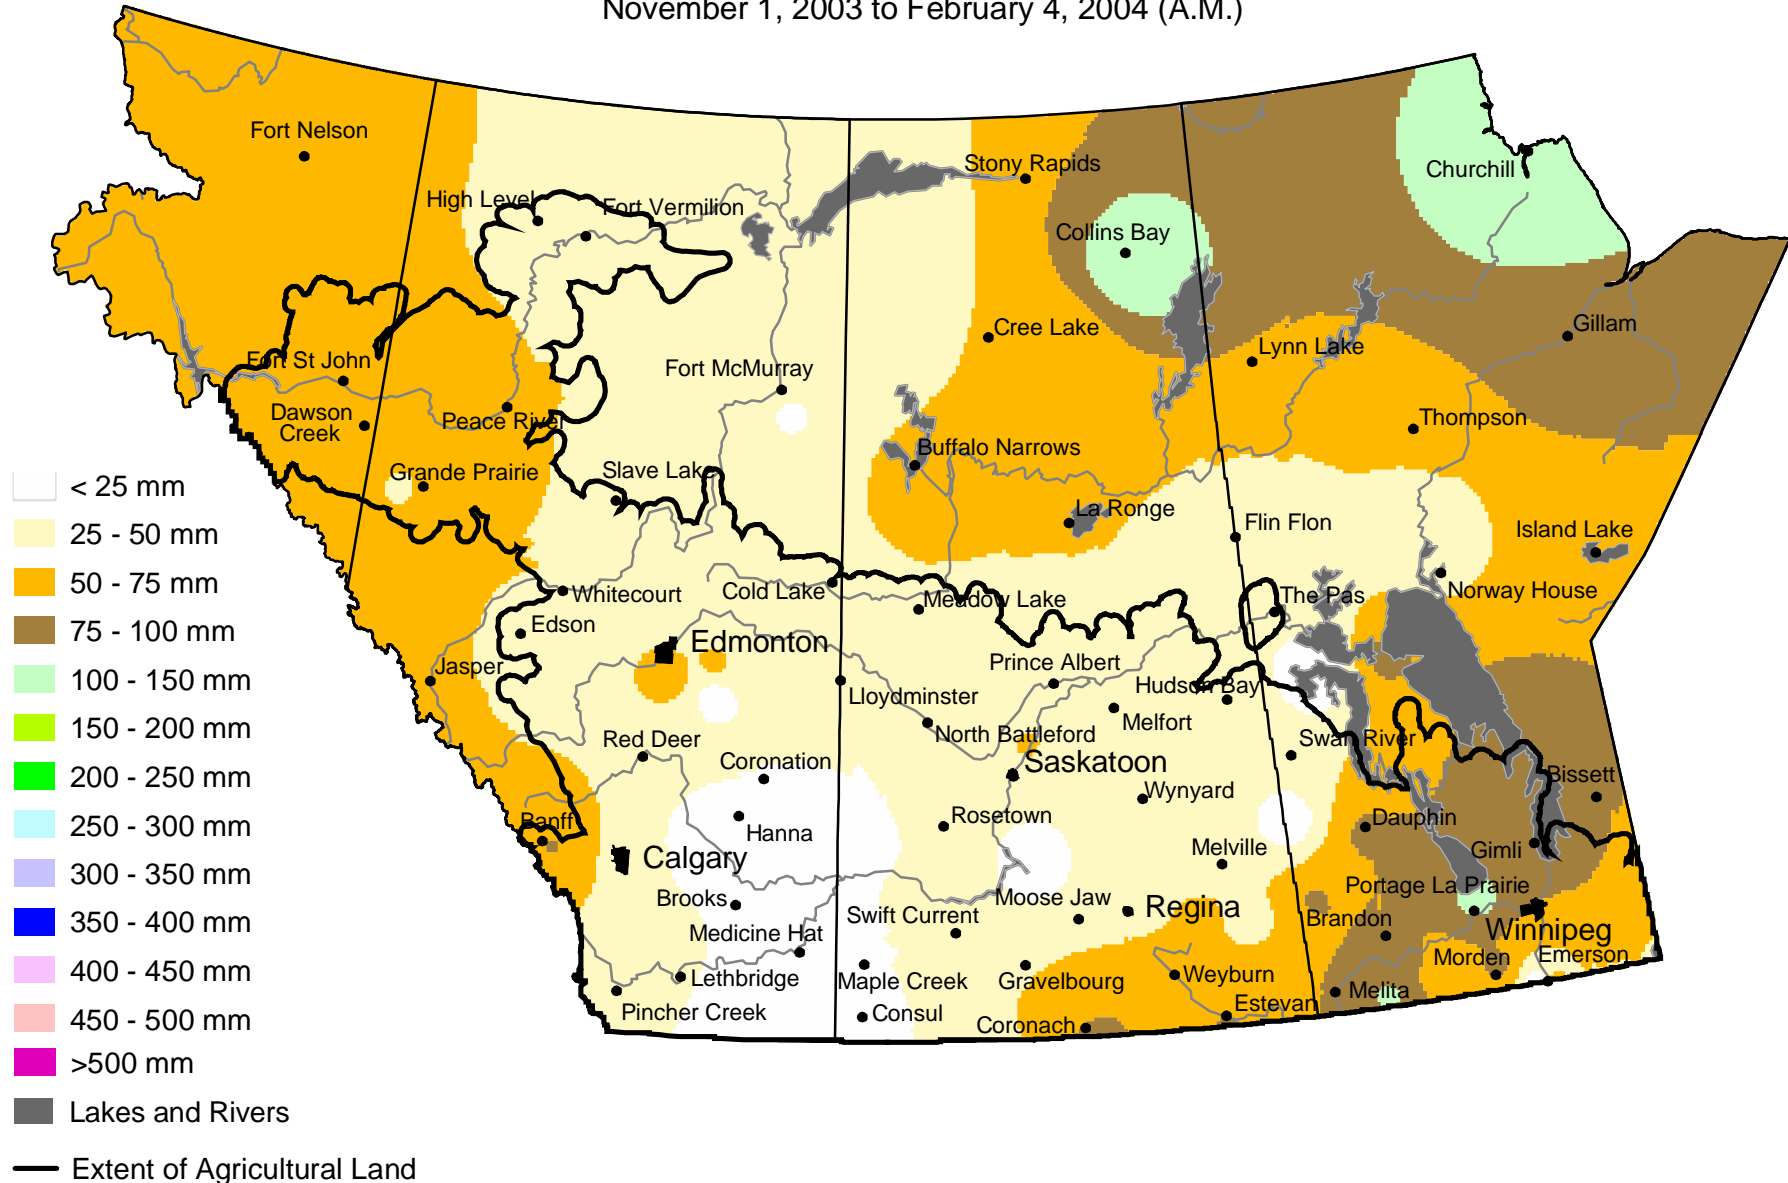 November 1, 2003 to February 4, 2004 (A.M.)
Fort Nelson
Stony Rapids
Churchill
High Level
Fort Vermilion
Collins Bay
Gillam
Cree Lake
Lynn Lake
Fort St John
Fort McMurray
Dawson
Creek
Peace River
Thompson
Buffalo Narrows
Grande Prairie
Slave Lake
La Ronge
Flin Flon
Island Lake
Whitecourt
Cold Lake
Meadow Lake
The Pas
Norway House
Edson
Edmonton
Jasper
Prince Albert
Hudson Bay
Lloydminster
Melfort
North Battleford
Red Deer
Swan River
Coronation
Saskatoon
Bissett
Wynyard
Banff
Hanna
Rosetown
Dauphin
Calgary
Melville
Gimli
Portage La Prairie
Brooks
Moose Jaw
Swift Current
Regina
Brandon
Winnipeg
Medicine Hat
Morden
Emerson
Lethbridge
Maple Creek
Gravelbourg
Weyburn
Melita
Pincher Creek
Consul
Coronach
Estevan
< 25 mm
25 - 50 mm
50 - 75 mm
75 - 100 mm
100 - 150 mm
150 - 200 mm
200 - 250 mm
250 - 300 mm
300 - 350 mm
350 - 400 mm
400 - 450 mm
450 - 500 mm
>500 mm
Lakes and Rivers
Extent of Agricultural Land